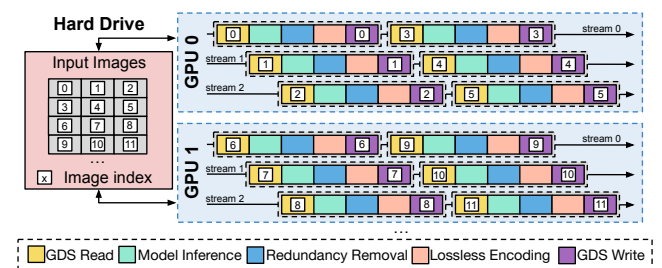 Hard Drive
Input Images
0 1 2
3 4 5
6 7 8
9 10 11
...
x Image index
GPU 0
0 0 3 3 stream 0
stream 1 1 1 4 4
stream 2 2 2 5 5
GPU 1
6 6 9 9 stream 0
stream 1 7 7 10 10
stream 2 8 8 11 11
...
GDS Read Model Inference Redundancy Removal Lossless Encoding GDS Write